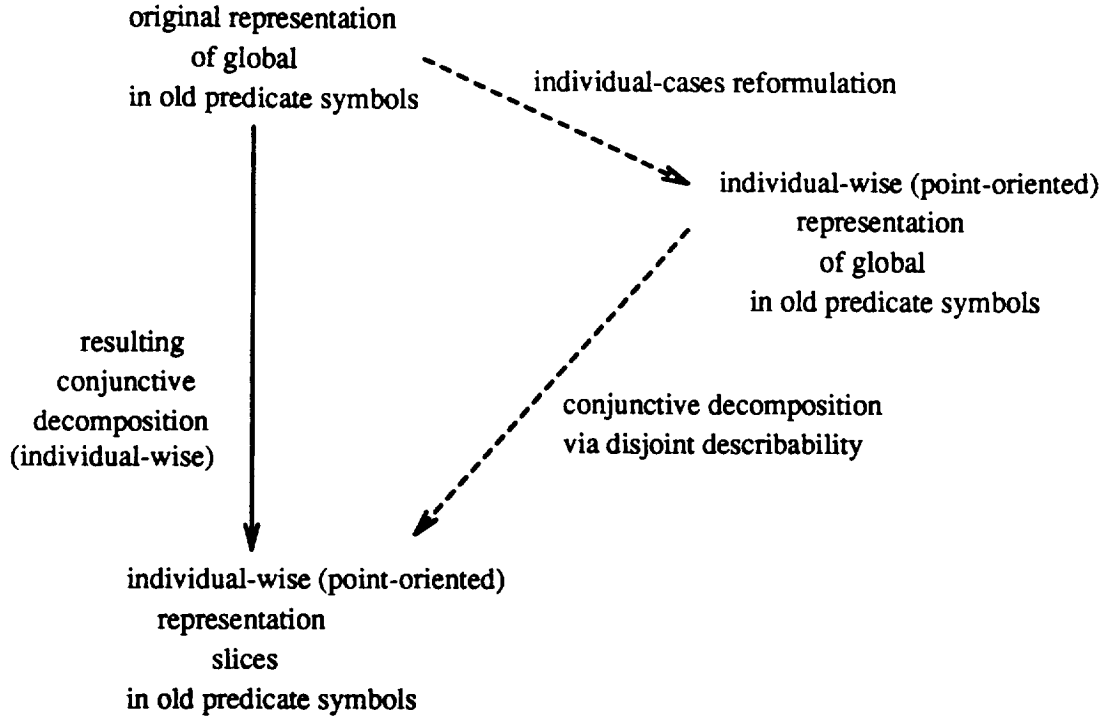 original representation
of global
in old predicate symbols
individual-cases reformulation
individual-wise (point-oriented)
representation
of global
in old predicate symbols
resulting
conjunctive
decomposition
(individual-wise)
conjunctive decomposition
via disjoint describability
individual-wise (point-oriented)
representation
slices
in old predicate symbols